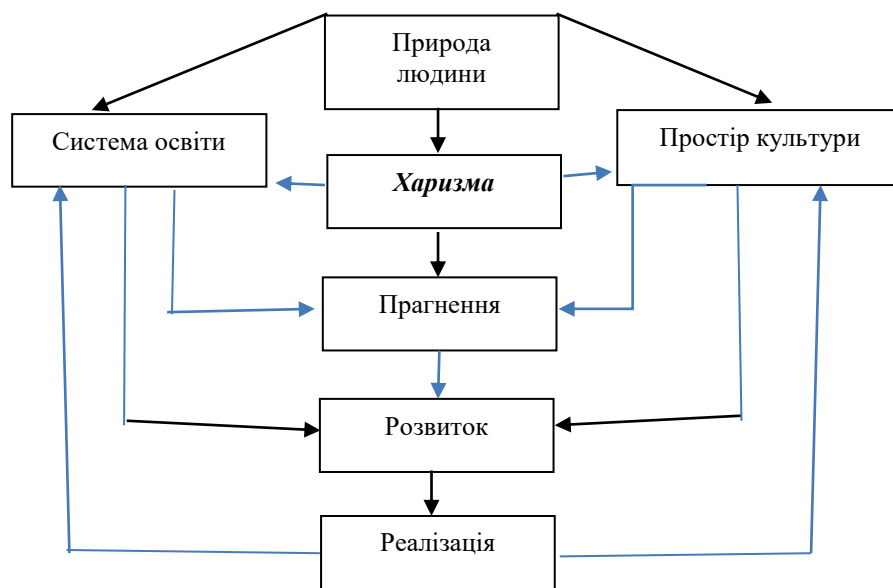 Природа
людини
Система освіти
Простір культури
Харизма
Прагнення
Розвиток
Реалізація